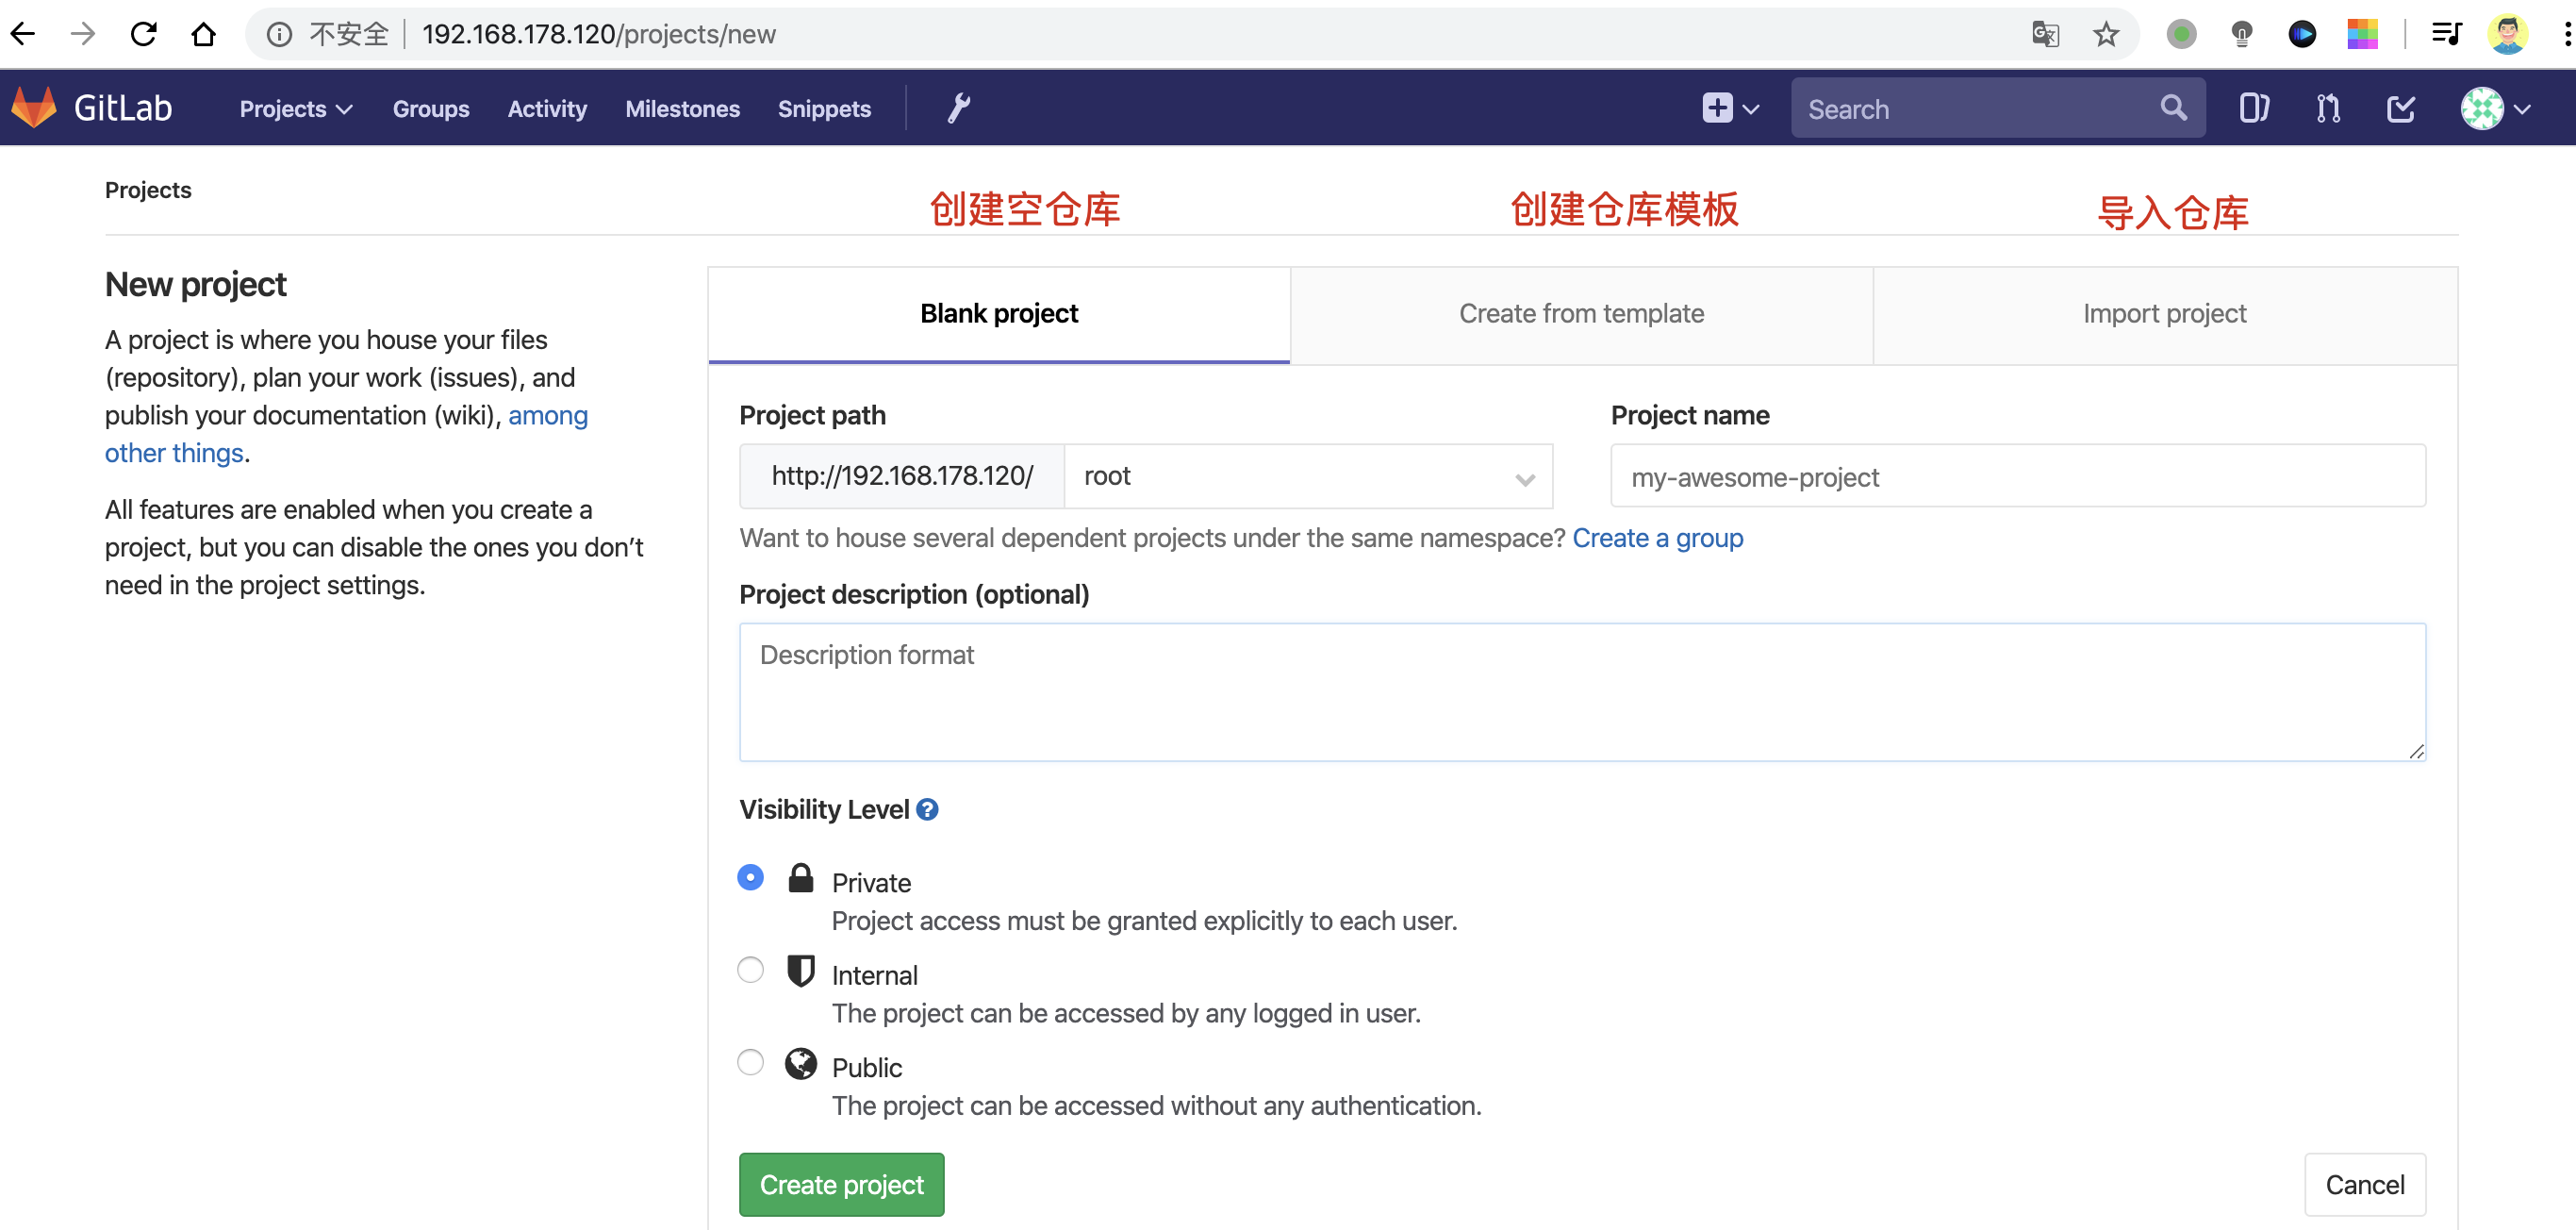 不安全 192.168.178.120/projects/new
GitLab Projects Groups Activity Milestones Snippets Search
Projects
创建空仓库 创建仓库模板 导入仓库
New project
A project is where you house your files
(repository), plan your work (issues), and
publish your documentation (wiki), among
other things.
All features are enabled when you create a
project, but you can disable the ones you don't
need in the project settings.
Blank project Create from template Import project
Project path Project name
http://192.168.178.120/ root my-awesome-project
Want to house several dependent projects under the same namespace? Create a group
Project description (optional)
Description format
Visibility Level
Private
Project access must be granted explicitly to each user.
Internal
The project can be accessed by any logged in user.
Public
The project can be accessed without any authentication.
Create project Cancel